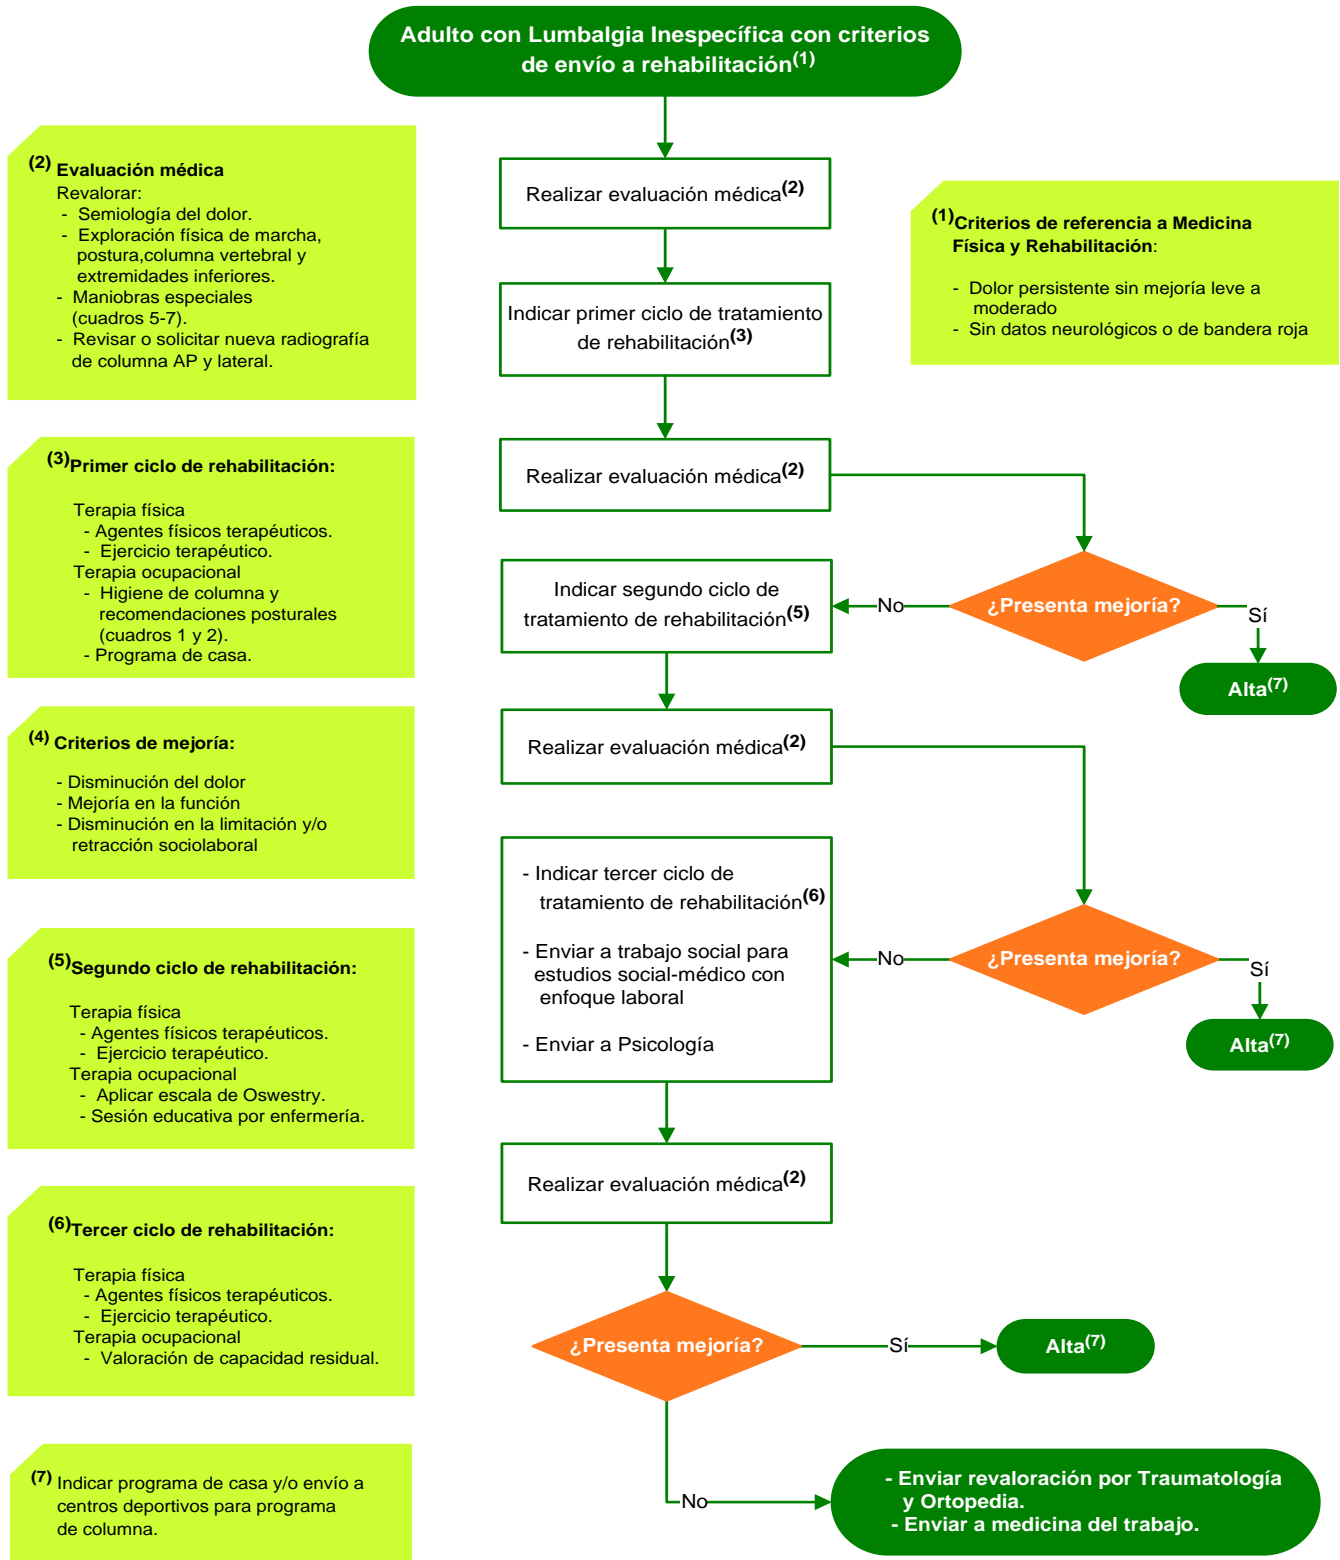 Adulto con Lumbalgia Inespecífica con criterios
de envío a rehabilitación(1)
(2) Evaluación médica
Revalorar:
- Semiología del dolor.
- Exploración física de marcha,
postura,columna vertebral y
extremidades inferiores.
- Maniobras especiales
(cuadros 5-7).
- Revisar o solicitar nueva radiografía
de columna AP y lateral.
Realizar evaluación médica(2)
(1)Criterios de referencia a Medicina
Física y Rehabilitación:
- Dolor persistente sin mejoría leve a
moderado
- Sin datos neurológicos o de bandera roja
Indicar primer ciclo de tratamiento
de rehabilitación(3)
(3)Primer ciclo de rehabilitación:
Terapia física
- Agentes físicos terapéuticos.
- Ejercicio terapéutico.
Terapia ocupacional
- Higiene de columna y
recomendaciones posturales
(cuadros 1 y 2).
- Programa de casa.
Realizar evaluación médica(2)
¿Presenta mejoría?
No
Sí
Indicar segundo ciclo de
tratamiento de rehabilitación(5)
Alta(7)
(4) Criterios de mejoría:
- Disminución del dolor
- Mejoría en la función
- Disminución en la limitación y/o
retracción sociolaboral
Realizar evaluación médica(2)
- Indicar tercer ciclo de
tratamiento de rehabilitación(6)
- Enviar a trabajo social para
estudios social-médico con
enfoque laboral
- Enviar a Psicología
No
¿Presenta mejoría?
Sí
Alta(7)
(5)Segundo ciclo de rehabilitación:
Terapia física
- Agentes físicos terapéuticos.
- Ejercicio terapéutico.
Terapia ocupacional
- Aplicar escala de Oswestry.
- Sesión educativa por enfermería.
Realizar evaluación médica(2)
(6)Tercer ciclo de rehabilitación:
Terapia física
- Agentes físicos terapéuticos.
- Ejercicio terapéutico.
Terapia ocupacional
- Valoración de capacidad residual.
¿Presenta mejoría?
Sí
Alta(7)
(7) Indicar programa de casa y/o envío a
centros deportivos para programa
de columna.
No
- Enviar revaloración por Traumatología
y Ortopedia.
- Enviar a medicina del trabajo.